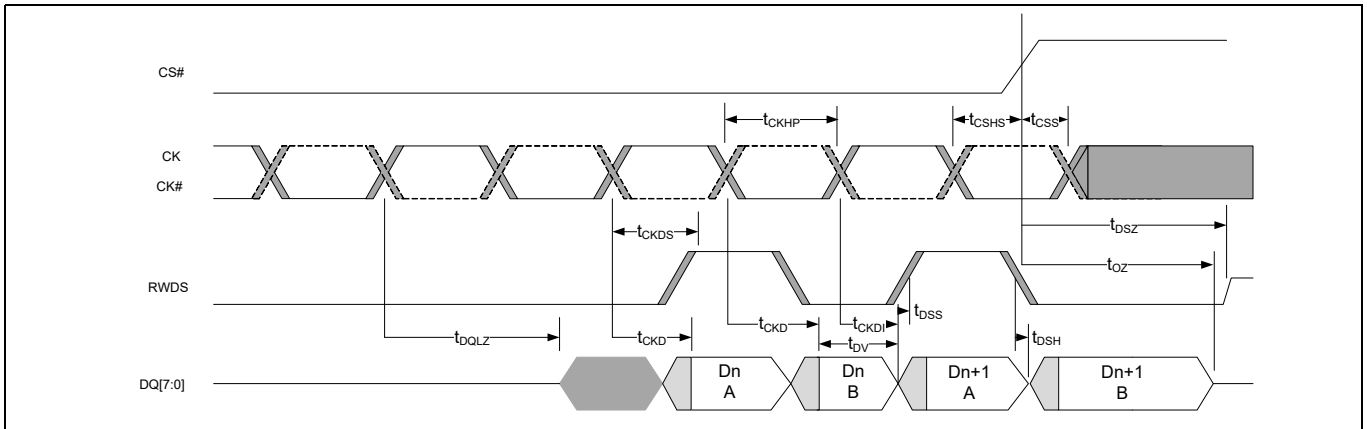 CS#
tCKHP
tCSHS
tCSS
CK
CK#
tCKDS
tDSZ
tOZ
RWDS
tDSS
tCKD
tCKDI
tDQLZ
tCKD
tDV
tDSH
DQ[7:0]
Dn
A
Dn
B
Dn+1
A
Dn+1
B